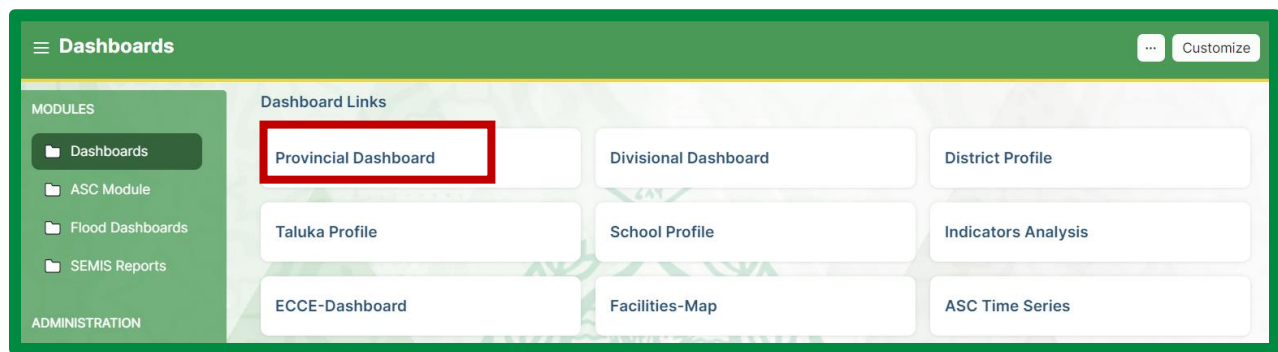 Dashboards
... Customize
MODULES
Dashboards
ASC Module
Flood Dashboards
SEMIS Reports
ADMINISTRATION
Dashboard Links
Provincial Dashboard Divisional Dashboard District Profile
Taluka Profile School Profile Indicators Analysis
ECCE-Dashboard Facilities-Map ASC Time Series